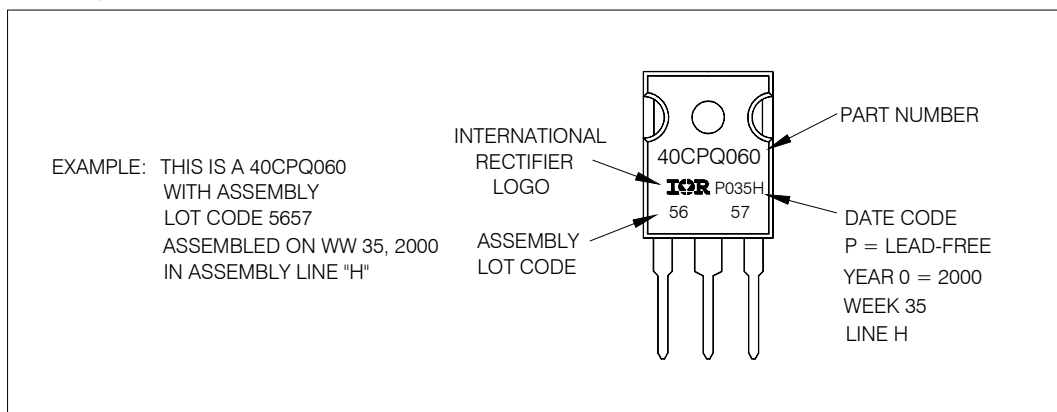 EXAMPLE: THIS IS A 40CPQ060
WITH ASSEMBLY
LOT CODE 5657
ASSEMBLED ON WW 35, 2000
IN ASSEMBLY LINE "H"
INTERNATIONAL
RECTIFIER
LOGO
ASSEMBLY
LOT CODE
40CPQ060
IOR P035H
56 57
PART NUMBER
DATE CODE
P = LEAD-FREE
YEAR 0 = 2000
WEEK 35
LINE H